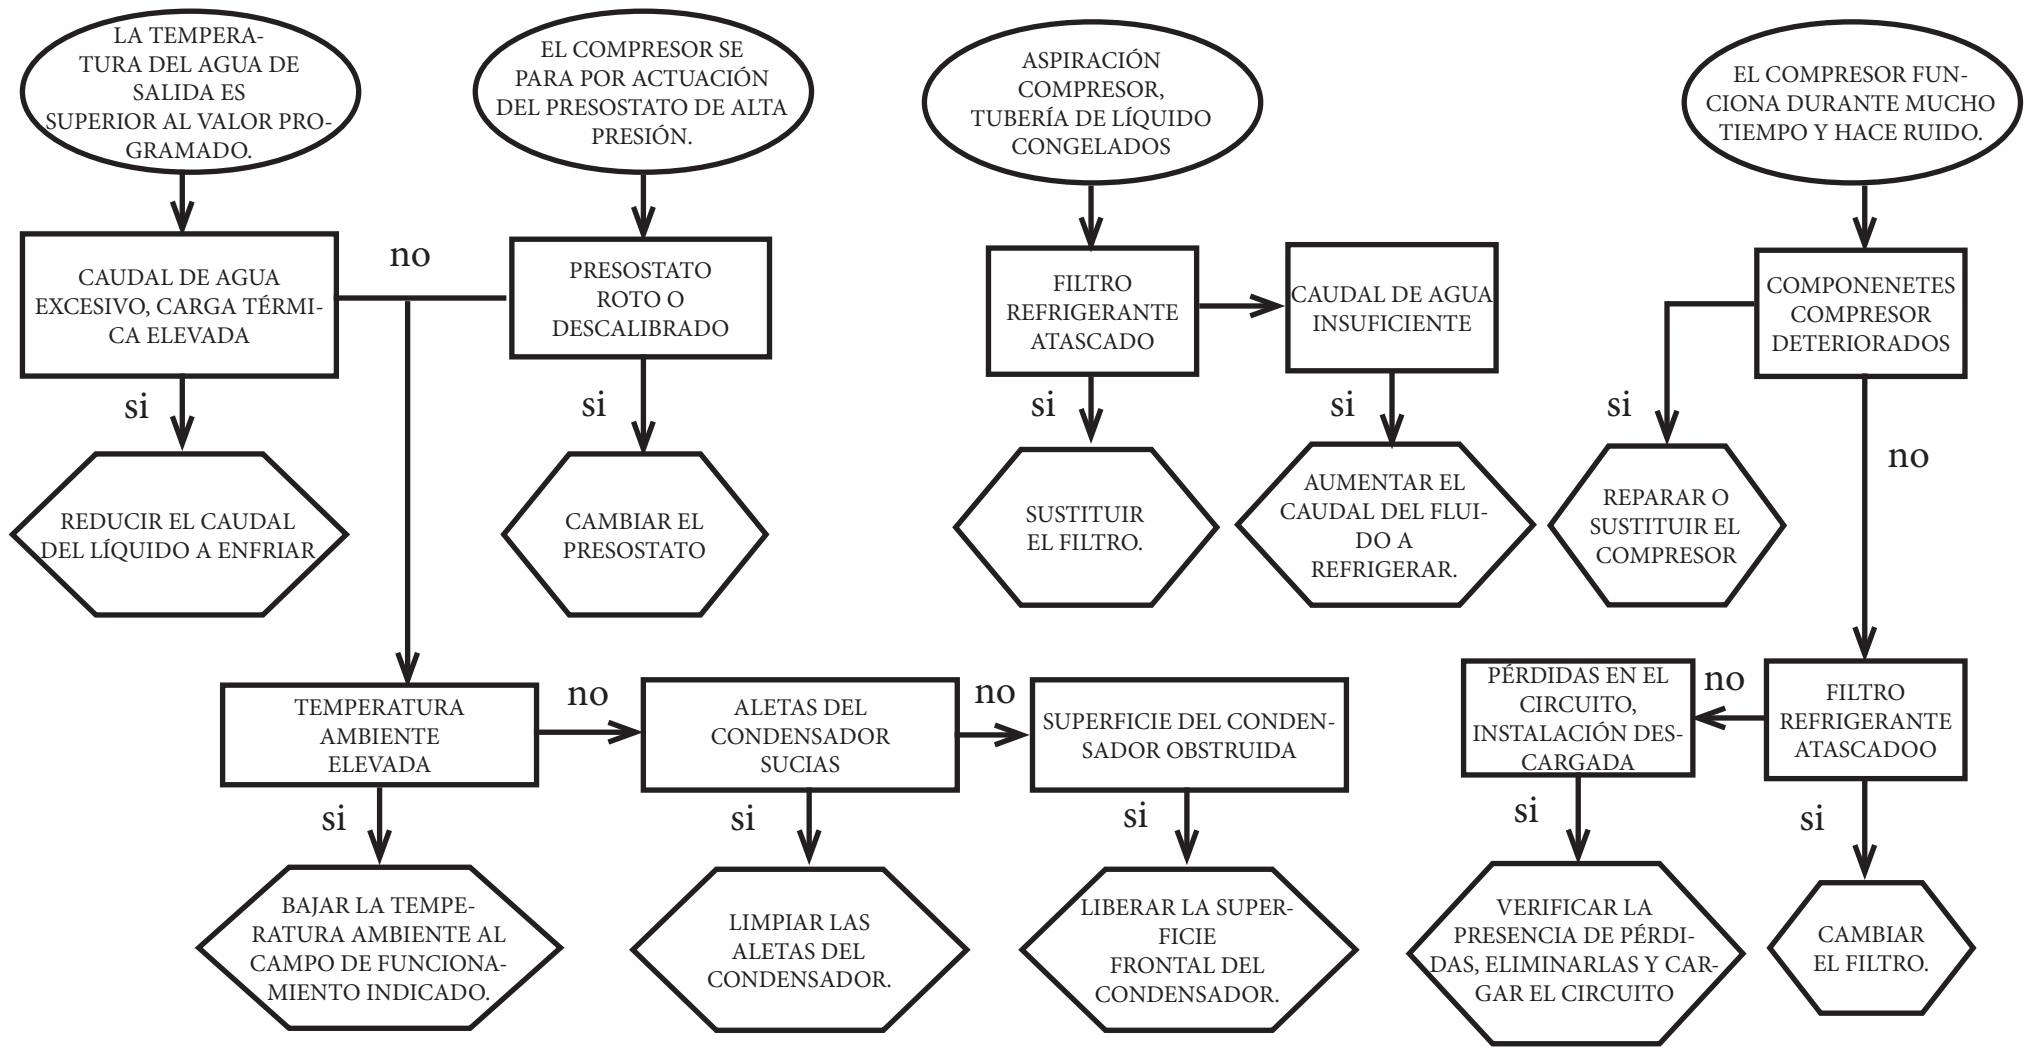 LA TEMPERA-
TURA DEL AGUA DE
SALIDA ES
SUPERIOR AL VALOR PRO-
GRAMADO.
EL COMPRESOR SE
PARA POR ACTUACIÓN
DEL PRESOSTATO DE ALTA
PRESIÓN.
ASPIRACIÓN
COMPRESOR,
TUBERÍA DE LÍQUIDO
CONGELADOS
EL COMPRESOR FUN-
CIONA DURANTE MUCHO
TIEMPO Y HACE RUIDO.
CAUDAL DE AGUA
EXCESIVO, CARGA TÉRMI-
CA ELEVADA
no
PRESOSTATO
ROTO O
DESCALIBRADO
FILTRO
REFRIGERANTE
ATASCADO
CAUDAL DE AGUA
INSUFICIENTE
COMPONENETES
COMPRESOR
DETERIORADOS
si
si
si
si
si
no
REDUCIR EL CAUDAL
DEL LÍQUIDO A ENFRIAR
CAMBIAR EL
PRESOSTATO
SUSTITUIR
EL FILTRO.
AUMENTAR EL
CAUDAL DEL FLUI-
DO A
REFRIGERAR.
REPARAR O
SUSTITUIR EL
COMPRESOR
TEMPERATURA
AMBIENTE
ELEVADA
no
ALETAS DEL
CONDENSADOR
SUCIAS
no
SUPERFICIE DEL CONDEN-
SADOR OBSTRUIDA
PÉRDIDAS EN EL
CIRCUITO,
INSTALACIÓN DES-
CARGADA
no
FILTRO
REFRIGERANTE
ATASCADOO
si
si
si
si
si
BAJAR LA TEMPE-
RATURA AMBIENTE AL
CAMPO DE FUNCIONA-
MIENTO INDICADO.
LIMPIAR LAS
ALETAS DEL
CONDENSADOR.
LIBERAR LA SUPER-
FICIE
FRONTAL DEL
CONDENSADOR.
VERIFICAR LA
PRESENCIA DE PÉRDI-
DAS, ELIMINARLAS Y CAR-
GAR EL CIRCUITO
CAMBIAR
EL FILTRO.